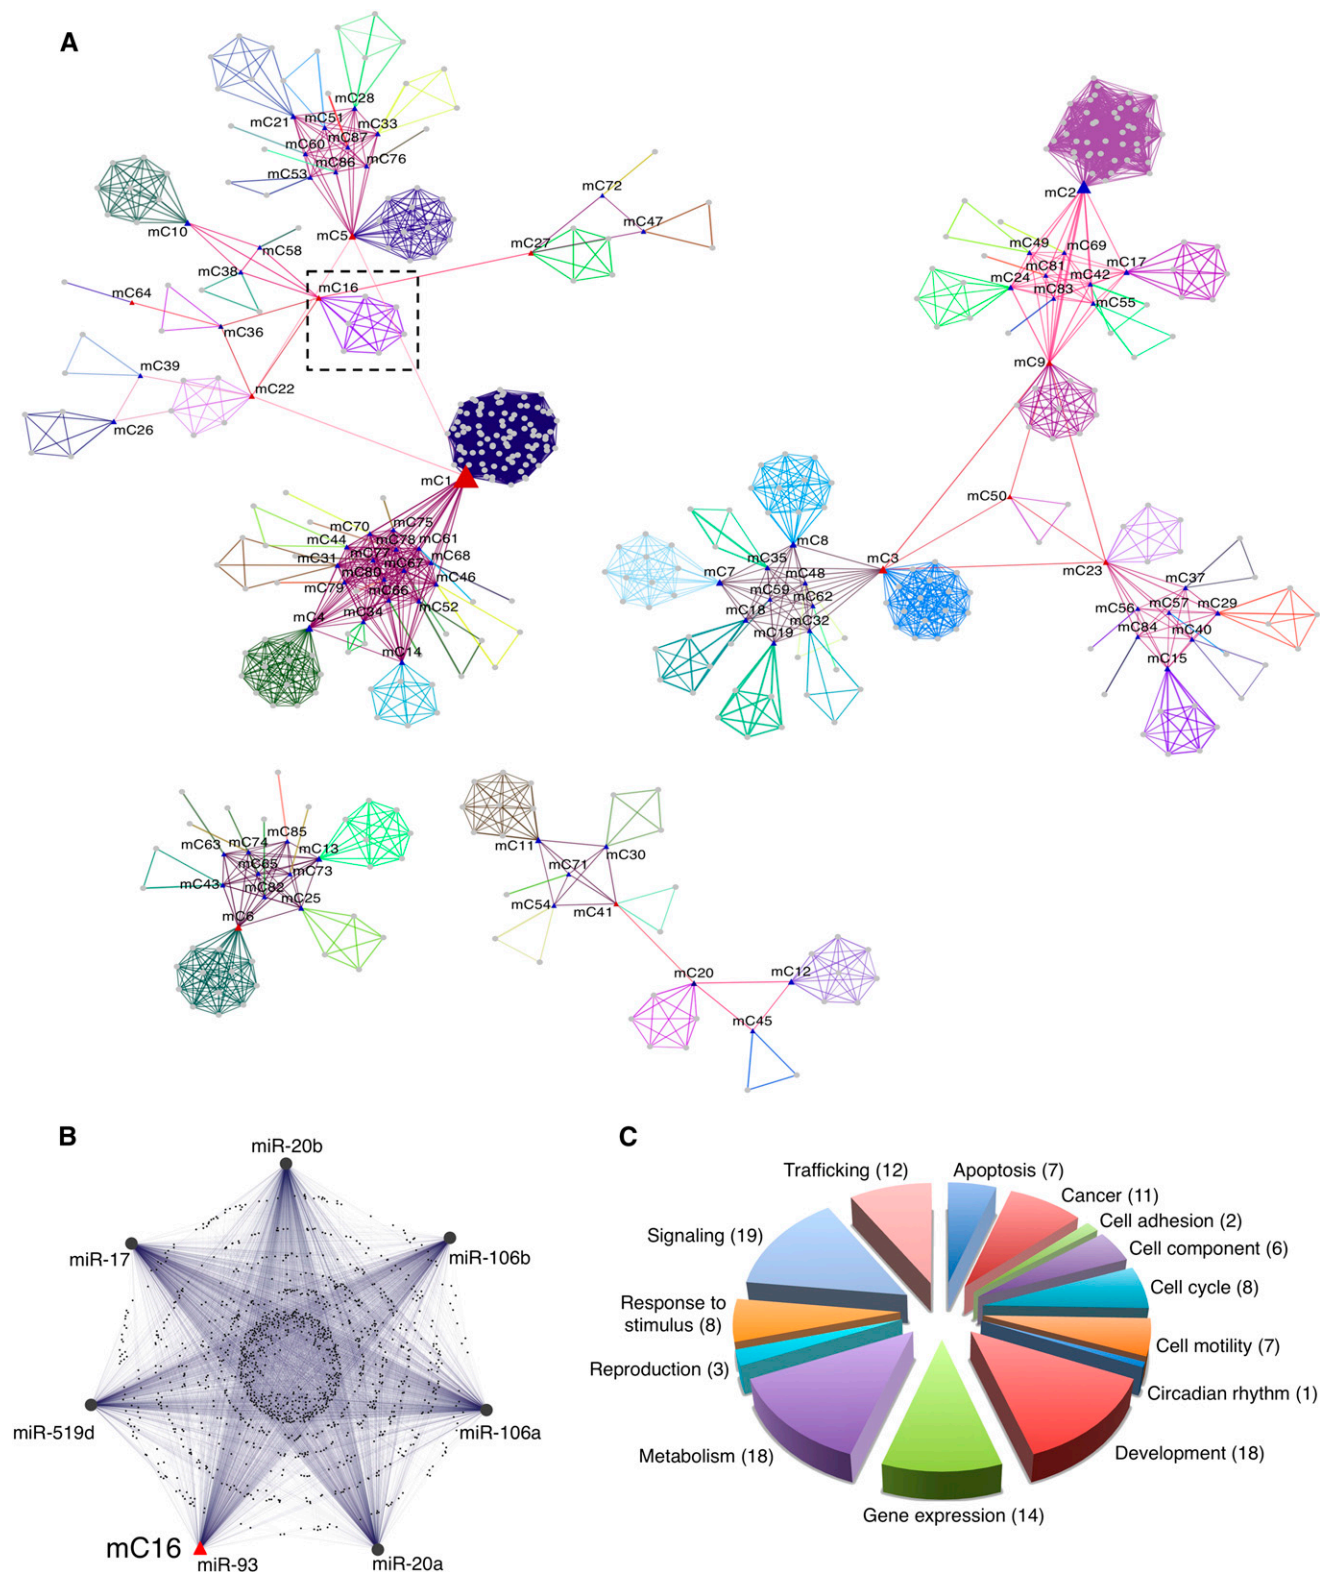 A
mC28
mC21
mC51
mC33
mC60
mC87
mC86
mC76
mC53
mC72
mC47
mC10
mC5
mC58
mC27
mC38
mC64
mC16
mC36
mC39
mC22
mC26
mC1
mC70
mC75
mC44
mC78
mC61
mC31
mC77
mC68
mC80
mC67
mC46
mC79
mC66
mC4
mC34
mC52
mC14
mC2
mC49
mC69
mC17
mC81
mC24
mC42
mC83
mC55
mC9
mC50
mC8
mC35
mC3
mC7
mC48
mC59
mC62
mC18
mC32
mC19
mC23
mC37
mC56
mC57
mC29
mC84
mC40
mC15
mC85
mC63
mC74
mC13
mC65
mC73
mC43
mC82
mC25
mC6
mC11
mC30
mC71
mC54
mC41
mC20
mC12
mC45
B
miR-20b
miR-17
miR-106b
miR-519d
miR-106a
mC16
miR-93
miR-20a
C
Trafficking (12)
Apoptosis (7)
Cancer (11)
Cell adhesion (2)
Signaling (19)
Cell component (6)
Cell cycle (8)
Response to
stimulus (8)
Cell motility (7)
Reproduction (3)
Circadian rhythm (1)
Metabolism (18)
Development (18)
Gene expression (14)